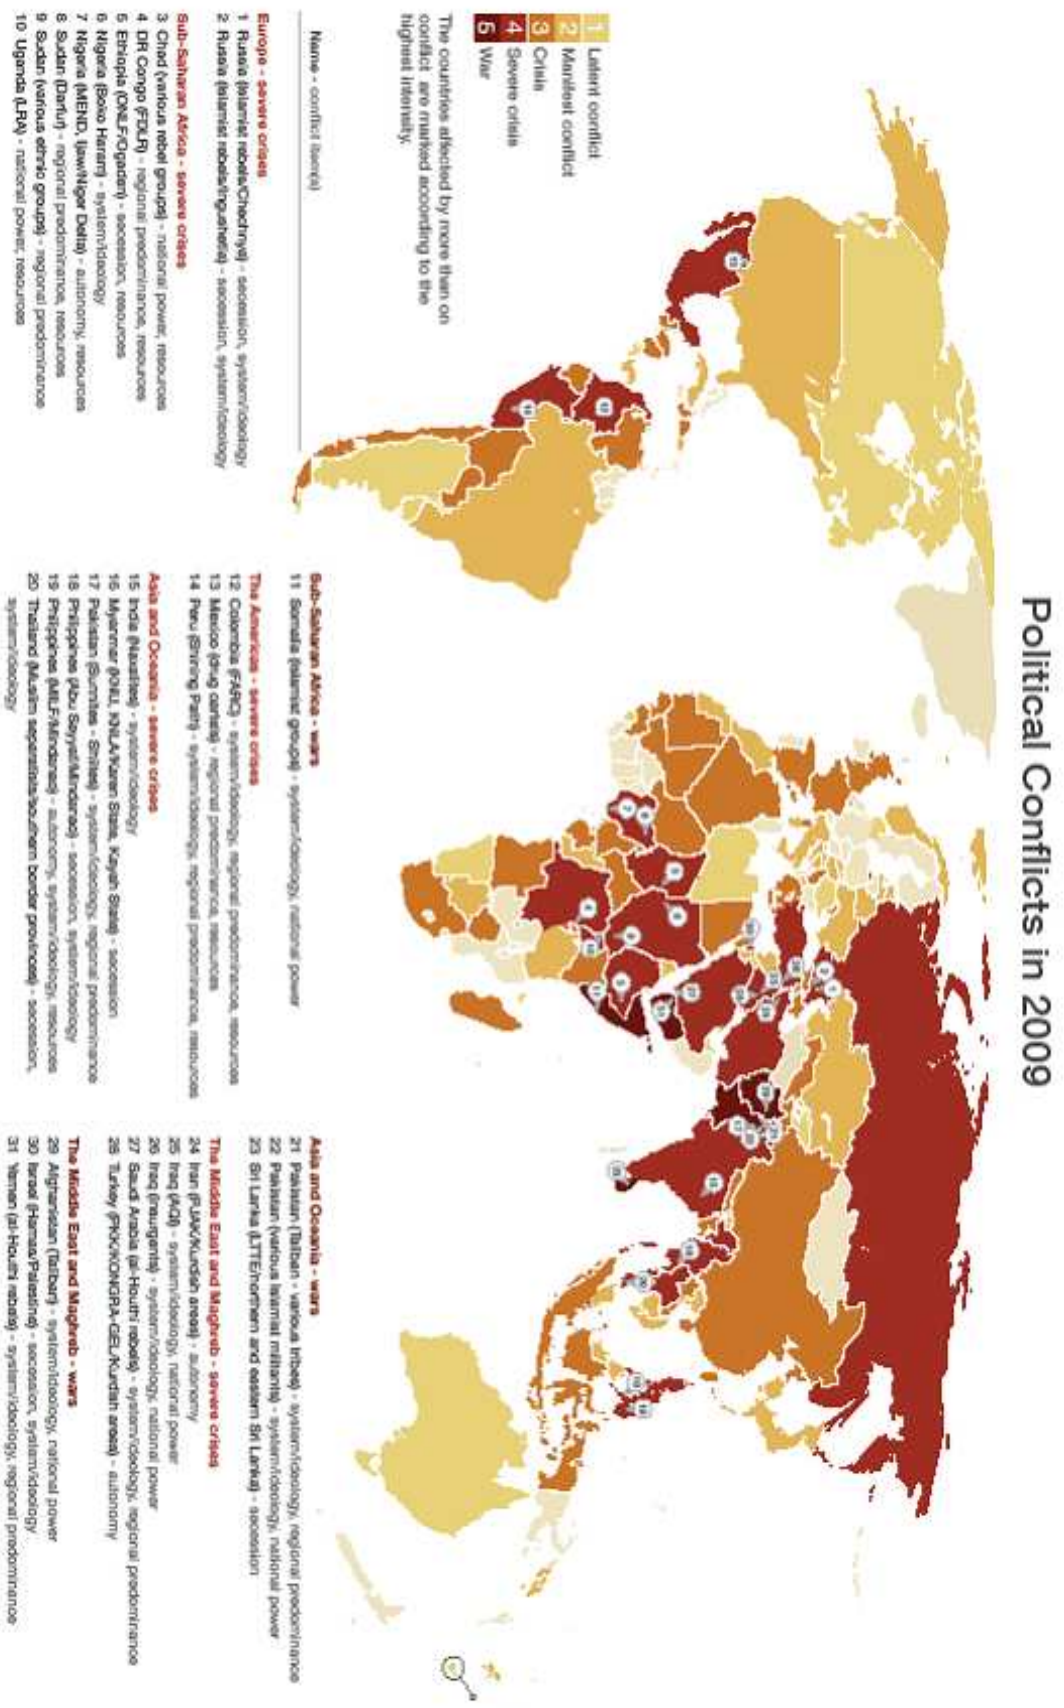 Political Conflicts in 2009
1 Latent conflict
2 Manifest conflict
3 Crisis
4 Severe crisis
5 War
The countries affected by more than on
conflict are marked according to the
highest intensity.
Name - conflict item(s)
Europe - severe crises
1 Russia (Islamist rebels/Chechnya) - secession, system/ideology
2 Russia (Islamist rebels/Ingushetia) - secession, system/ideology
Sub-Saharan Africa - severe crises
3 Chad (various rebel groups) - national power, resources
4 DR Congo (FDLR) - regional predominance, resources
5 Ethiopia (ONLF/Ogaden) - secession, resources
6 Nigeria (Boko Haram) - system/ideology
7 Nigeria (MEND, Ijaw/Niger Delta) - autonomy, resources
8 Sudan (Darfur) - regional predominance, resources
9 Sudan (various ethnic groups) - regional predominance
10 Uganda (LRA) - national power, resources
Sub-Saharan Africa - wars
11 Somalia (Islamist groups) - system/ideology, national power
The Americas - severe crises
12 Colombia (FARC) - system/ideology, regional predominance, resources
13 Mexico (drug cartels) - regional predominance, resources
14 Peru (Shining Path) - system/ideology, regional predominance, resources
Asia and Oceania - severe crises
15 India (Naxalites) - system/ideology
16 Myanmar (KNU, KNLA/Karen State, Kayah State) - secession
17 Pakistan (Sunnites - Shiites) - system/ideology, regional predominance
18 Philippines (Abu Sayyaf/Mindanao) - secession, system/ideology
19 Philippines (MILF/Mindanao) - autonomy, system/ideology, resources
20 Thailand (Muslim separatists/southern border provinces) - secession,
system/ideology
Asia and Oceania - wars
21 Pakistan (Taliban - various tribes) - system/ideology, regional predominance
22 Pakistan (various Islamist militants) - system/ideology, national power
23 Sri Lanka (LTTE/northern and eastern Sri Lanka) - secession
The Middle East and Maghreb - severe crises
24 Iran (PJAK/Kurdish areas) - autonomy
25 Iraq (AQI) - system/ideology, national power
26 Iraq (insurgents) - system/ideology, national power
27 Saudi Arabia (al-Houthi rebels) - system/ideology, regional predominance
28 Turkey (PKK/KONGRA-GEL/Kurdish areas) - autonomy
The Middle East and Maghreb - wars
29 Afghanistan (Taliban) - system/ideology, national power
30 Israel (Hamas/Palestine) - secession, system/ideology
31 Yemen (al-Houthi rebels) - system/ideology, regional predominance